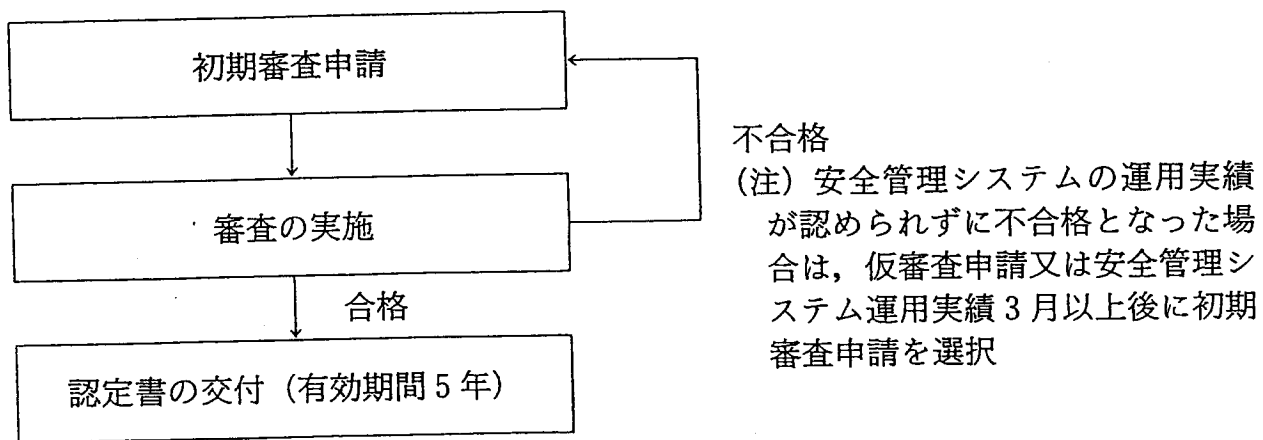 初期審査申請
審査の実施
合格
認定書の交付（有効期間5年）
不合格
（注）安全管理システムの運用実績
が認められずに不合格となった場
合は，仮審査申請又は安全管理シ
ステム運用実績3月以上後に初期
審査申請を選択